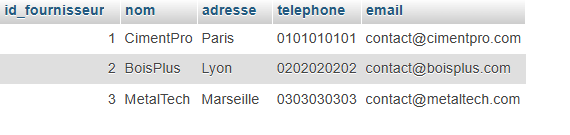 id_fournisseur nom adresse telephone email
1 CimentPro Paris 0101010101 contact@cimentpro.com
2 BoisPlus Lyon 0202020202 contact@boisplus.com
3 MetalTech Marseille 0303030303 contact@metaltech.com